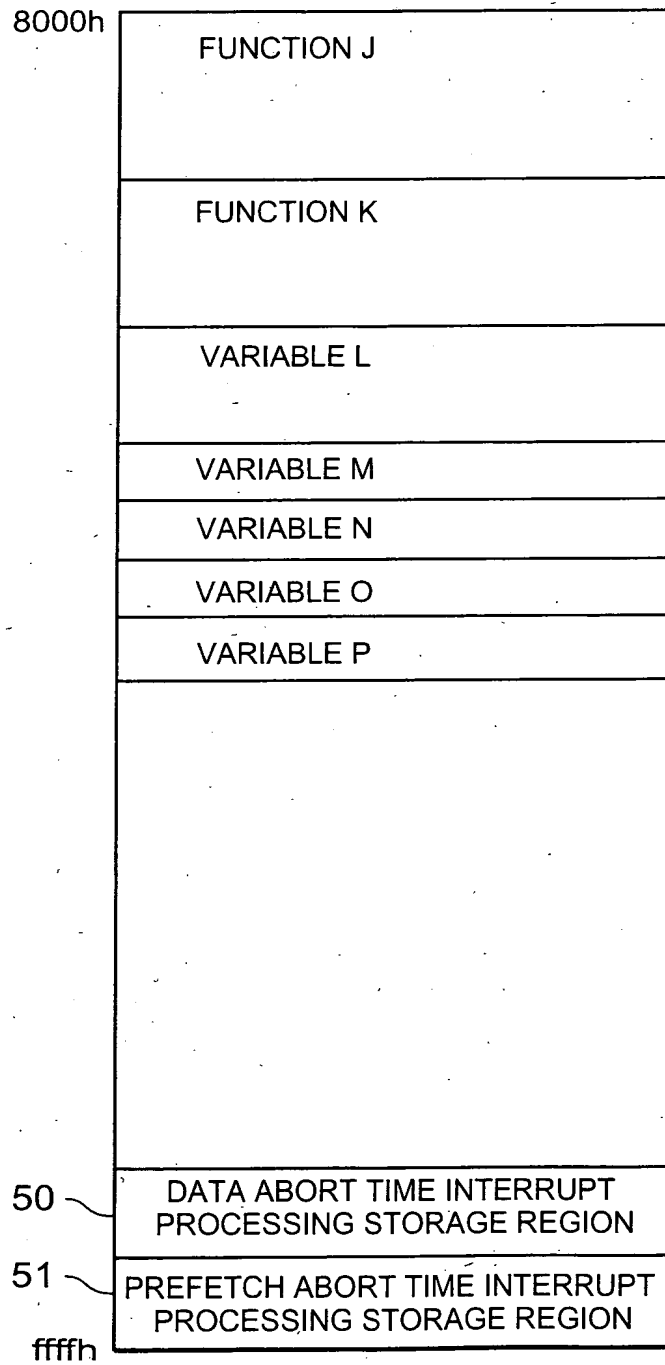 8000h
FUNCTION J
FUNCTION K
VARIABLE L
VARIABLE M
VARIABLE N
VARIABLE O
VARIABLE P
50
DATA ABORT TIME INTERRUPT
PROCESSING STORAGE REGION
51
PREFETCH ABORT TIME INTERRUPT
PROCESSING STORAGE REGION
ffffh